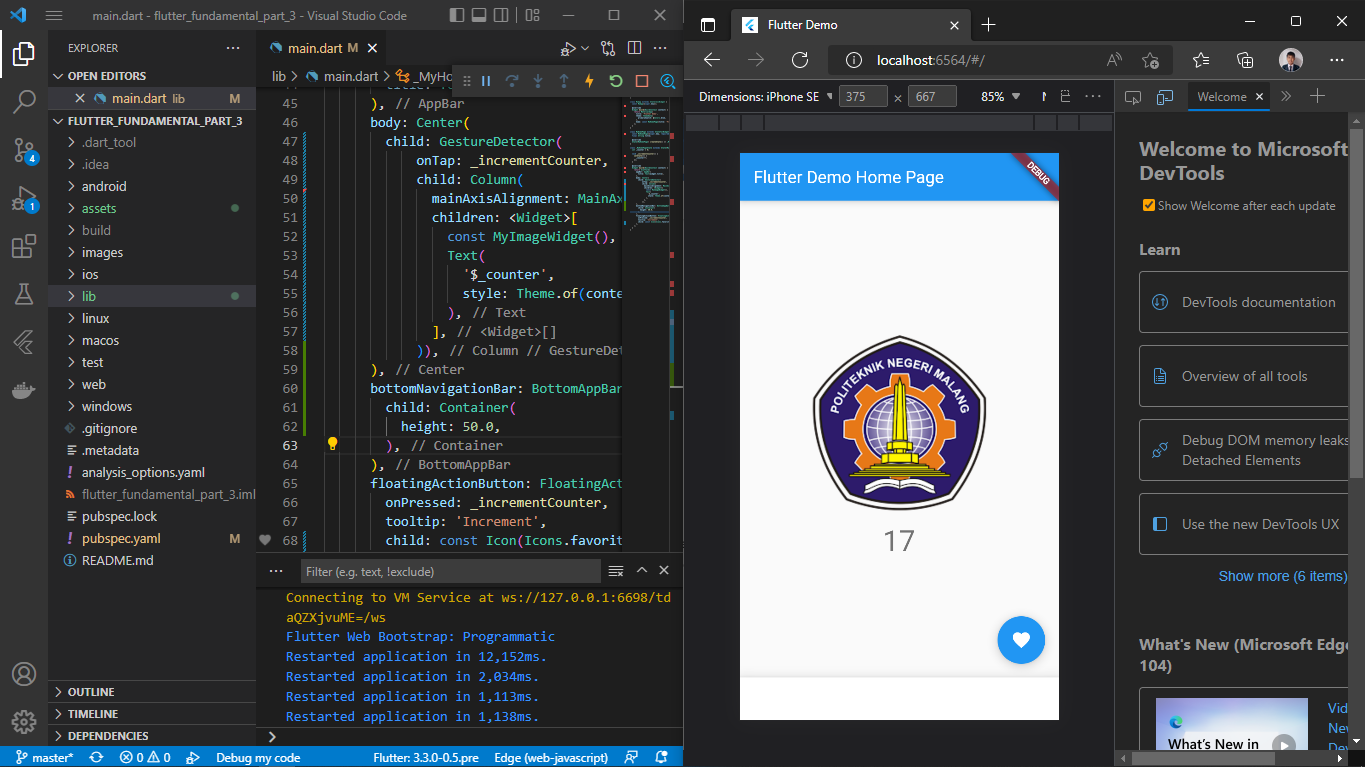 main.dart - flutter_fundamental_part_3 - Visual Studio Code
EXPLORER
OPEN EDITORS
main.dart lib M
FLUTTER_FUNDAMENTAL_PART_3
.dart_tool
.idea
android
assets
build
images
ios
lib
linux
macos
test
web
windows
.gitignore
.metadata
analysis_options.yaml
flutter_fundamental_part_3.iml
pubspec.lock
pubspec.yaml M
README.md
OUTLINE
TIMELINE
DEPENDENCIES
4
1
main.dart M
lib > main.dart > _MyHo
45 ), // AppBar
46 body: Center(
47 child: GestureDetector(
48 onTap: _incrementCounter,
49 child: Column(
50 mainAxisAlignment: MainAx
51 children: <Widget>[
52 const MyImageWidget(),
53 Text(
54 '$_counter',
55 style: Theme.of(conte
56 ), // Text
57 ], // <Widget>[]
58 )), // Column // GestureDet
59 ), // Center
60 bottomNavigationBar: BottomAppBar
61 child: Container(
62 height: 50.0,
63 ), // Container
64 ), // BottomAppBar
65 floatingActionButton: FloatingAct
66 onPressed: _incrementCounter,
67 tooltip: 'Increment',
68 child: const Icon(Icons.favorit
Filter (e.g. text, !exclude)
Connecting to VM Service at ws://127.0.0.1:6698/td
aQZXjvuME=/ws
Flutter Web Bootstrap: Programmatic
Restarted application in 12,152ms.
Restarted application in 2,034ms.
Restarted application in 1,113ms.
Restarted application in 1,138ms.
master* 0 0 Debug my code Flutter: 3.3.0-0.5.pre Edge (web-javascript)
Flutter Demo
localhost:6564/#/
Dimensions: iPhone SE 375 x 667 85%
Flutter Demo Home Page
DEBUG
POLITEKNIK NEGERI MALANG
17
Welcome
Welcome to Microsoft
DevTools
Show Welcome after each update
Learn
DevTools documentation
Overview of all tools
Debug DOM memory leaks
Detached Elements
Use the new DevTools UX
Show more (6 items)
What's New (Microsoft Edge
104)
What's New in
Vid
New
Dev